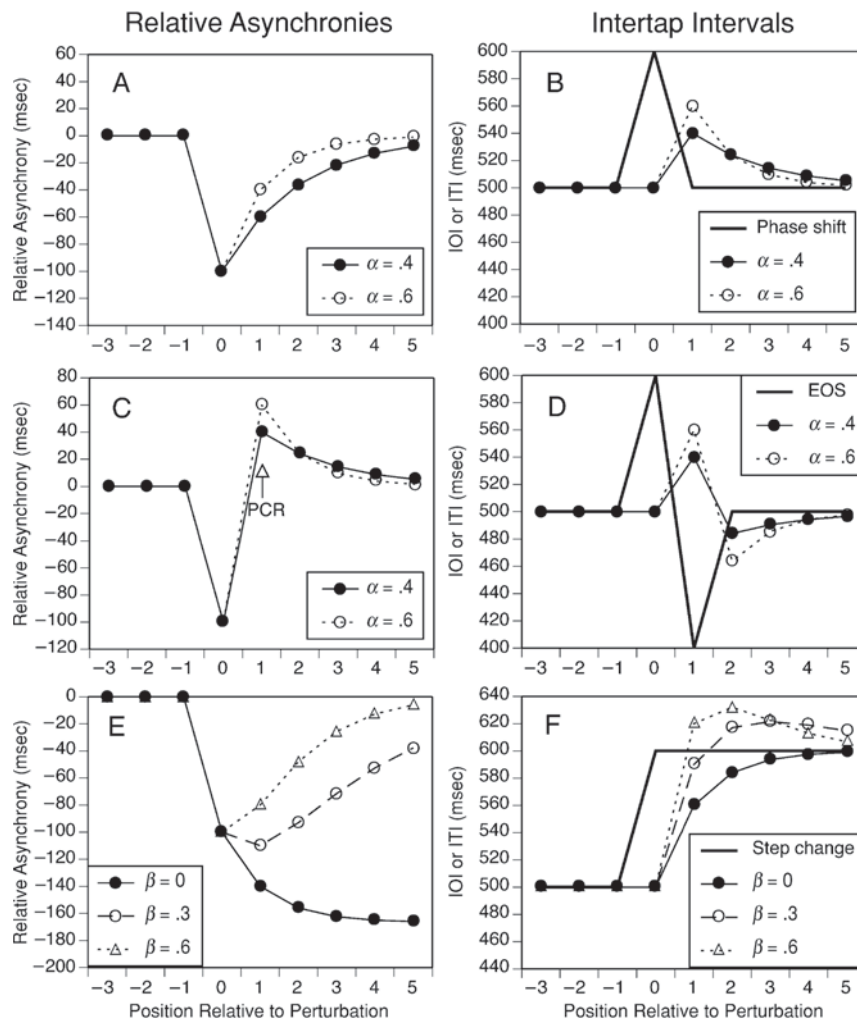 Relative Asynchronies
Intertap Intervals
A
Relative Asynchrony (msec)
60
40
20
0
−20
−40
−60
−80
−100
−120
−140
−3 −2 −1 0 1 2 3 4 5
α = .4
α = .6
B
IOI or ITI (msec)
600
580
560
540
520
500
480
460
440
420
400
−3 −2 −1 0 1 2 3 4 5
Phase shift
α = .4
α = .6
C
Relative Asynchrony (msec)
80
60
40
20
0
−20
−40
−60
−80
−100
−120
−3 −2 −1 0 1 2 3 4 5
PCR
α = .4
α = .6
D
IOI or ITI (msec)
600
580
560
540
520
500
480
460
440
420
400
−3 −2 −1 0 1 2 3 4 5
EOS
α = .4
α = .6
E
Relative Asynchrony (msec)
0
−20
−40
−60
−80
−100
−120
−140
−160
−180
−200
−3 −2 −1 0 1 2 3 4 5
Position Relative to Perturbation
β = 0
β = .3
β = .6
F
IOI or ITI (msec)
640
620
600
580
560
540
520
500
480
460
440
−3 −2 −1 0 1 2 3 4 5
Position Relative to Perturbation
Step change
β = 0
β = .3
β = .6